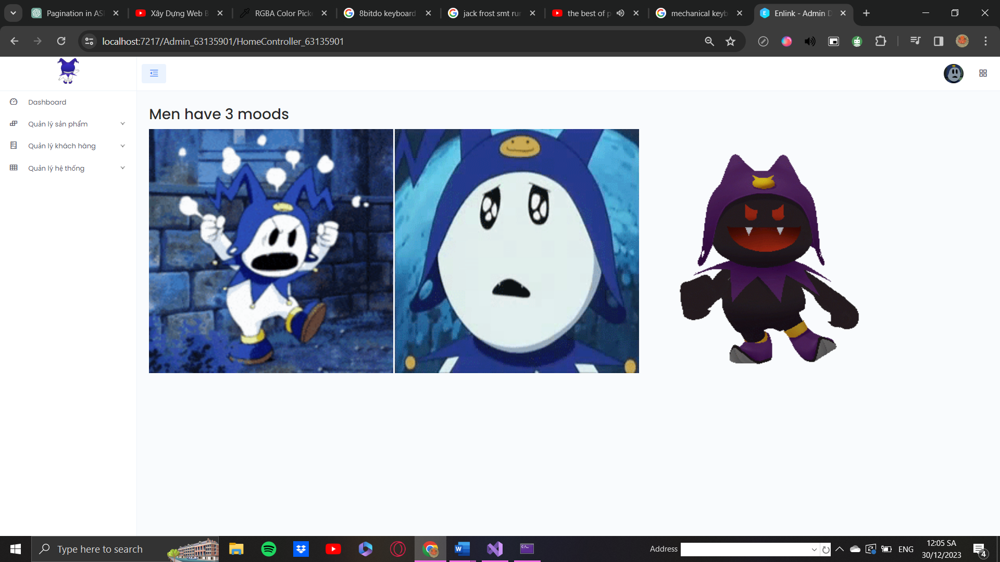 Pagination in AS
Xây Dựng Web B
RGBA Color Picke
8bitdo keyboard
jack frost smt rur
the best of p
mechanical keyb
Enlink - Admin D
localhost:7217/Admin_63135901/HomeController_63135901
Dashboard
Quản lý sản phẩm
Quản lý khách hàng
Quản lý hệ thống
Men have 3 moods
Type here to search
Address
ENG
12:05 SA
30/12/2023
4